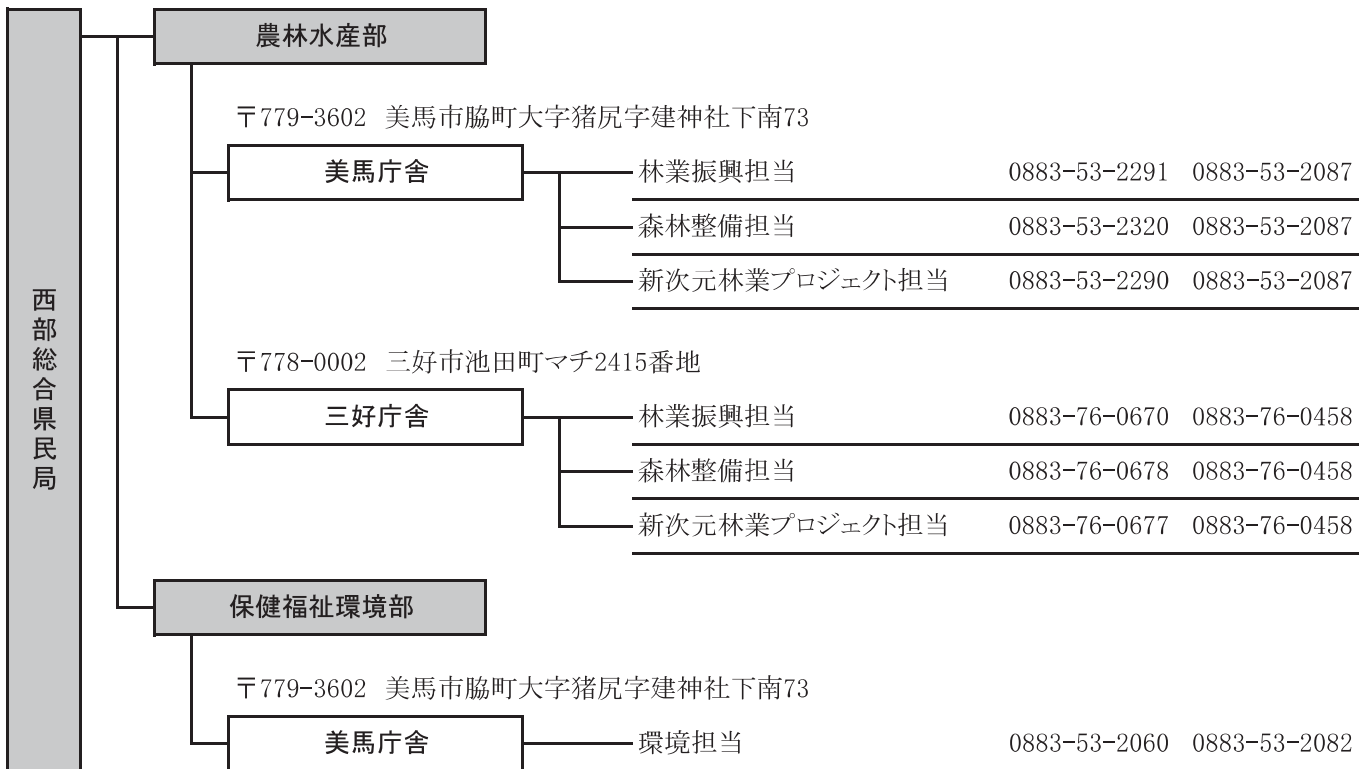 西部総合県民局
農林水産部
〒779-3602 美馬市脇町大字猪尻字建神社下南73
美馬庁舎 林業振興担当 0883-53-2291 0883-53-2087
森林整備担当 0883-53-2320 0883-53-2087
新次元林業プロジェクト担当 0883-53-2290 0883-53-2087
〒778-0002 三好市池田町マチ2415番地
三好庁舎 林業振興担当 0883-76-0670 0883-76-0458
森林整備担当 0883-76-0678 0883-76-0458
新次元林業プロジェクト担当 0883-76-0677 0883-76-0458
保健福祉環境部
〒779-3602 美馬市脇町大字猪尻字建神社下南73
美馬庁舎 環境担当 0883-53-2060 0883-53-2082